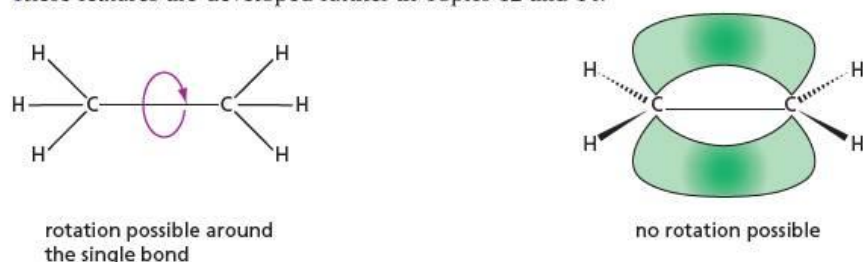 H
H
H
C
C
H
H
H
rotation possible around
the single bond
H
H
C
C
H
H
no rotation possible